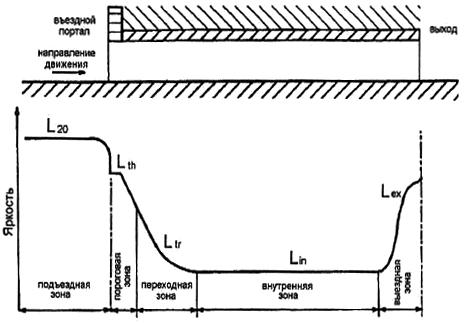 въездной
портал
выход
направление
движения
Яркость
L20
Lth
Ltr
Lin
Lex
подъездная
зона
пороговая
зона
переходная
зона
внутренняя
зона
выездная
зона